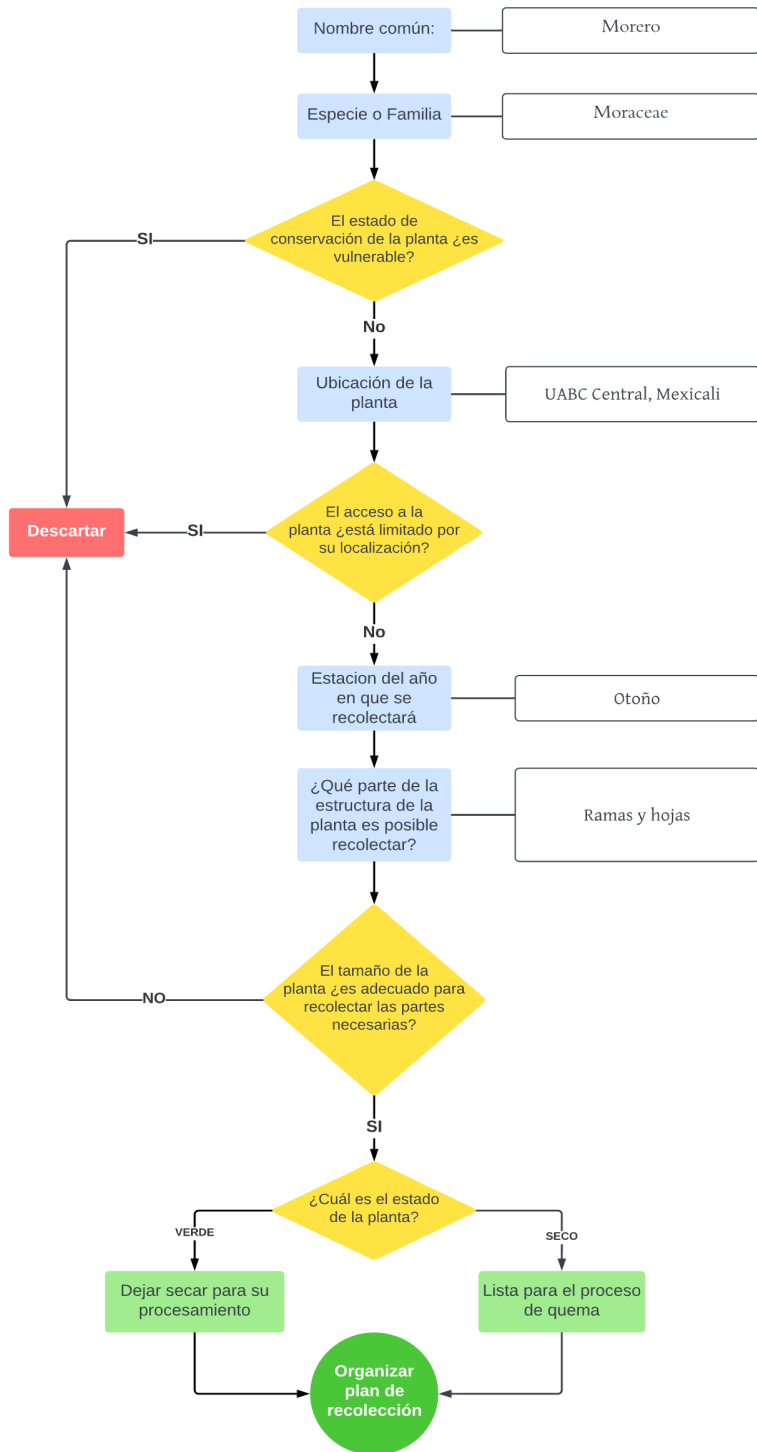 Nombre común:
Morero
Especie o Familia
Moraceae
El estado de
conservación de la planta ¿es
vulnerable?
SI
No
Ubicación de la
planta
UABC Central, Mexicali
El acceso a la
planta ¿está limitado por
su localización?
SI
Descartar
No
Estacion del año
en que se
recolectará
Otoño
¿Qué parte de la
estructura de la
planta es posible
recolectar?
Ramas y hojas
El tamaño de la
planta ¿es adecuado para
recolectar las partes
necesarias?
NO
SI
¿Cuál es el estado
de la planta?
VERDE
SECO
Dejar secar para su
procesamiento
Lista para el proceso
de quema
Organizar
plan de
recolección